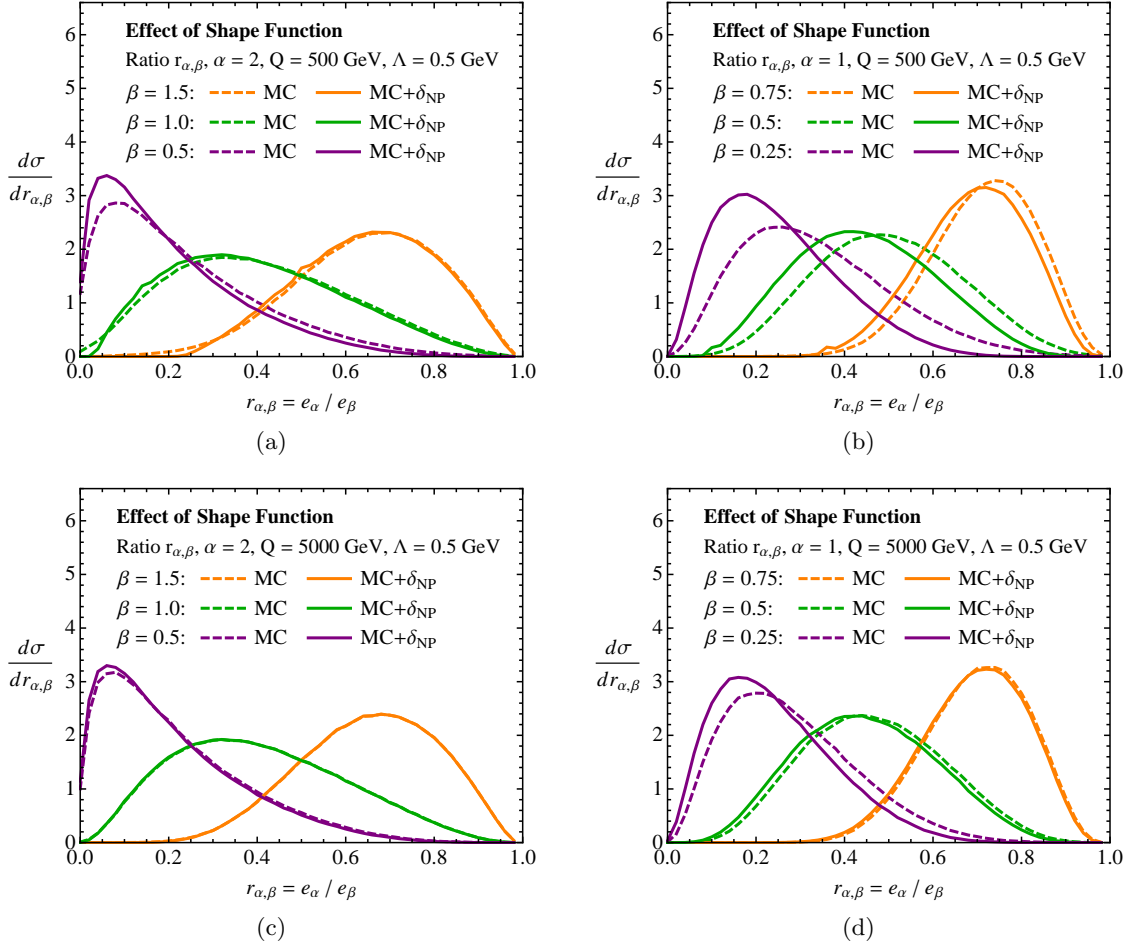 Effect of Shape Function
Ratio r_{α,β}, α = 2, Q = 500 GeV, Λ = 0.5 GeV
β = 1.5: MC MC+δ_NP
β = 1.0: MC MC+δ_NP
β = 0.5: MC MC+δ_NP
dσ
dr_{α,β}
6
5
4
3
2
1
0
0.0 0.2 0.4 0.6 0.8 1.0
r_{α,β} = e_α / e_β
(a)
Effect of Shape Function
Ratio r_{α,β}, α = 1, Q = 500 GeV, Λ = 0.5 GeV
β = 0.75: MC MC+δ_NP
β = 0.5: MC MC+δ_NP
β = 0.25: MC MC+δ_NP
dσ
dr_{α,β}
6
5
4
3
2
1
0
0.0 0.2 0.4 0.6 0.8 1.0
r_{α,β} = e_α / e_β
(b)
Effect of Shape Function
Ratio r_{α,β}, α = 2, Q = 5000 GeV, Λ = 0.5 GeV
β = 1.5: MC MC+δ_NP
β = 1.0: MC MC+δ_NP
β = 0.5: MC MC+δ_NP
dσ
dr_{α,β}
6
5
4
3
2
1
0
0.0 0.2 0.4 0.6 0.8 1.0
r_{α,β} = e_α / e_β
(c)
Effect of Shape Function
Ratio r_{α,β}, α = 1, Q = 5000 GeV, Λ = 0.5 GeV
β = 0.75: MC MC+δ_NP
β = 0.5: MC MC+δ_NP
β = 0.25: MC MC+δ_NP
dσ
dr_{α,β}
6
5
4
3
2
1
0
0.0 0.2 0.4 0.6 0.8 1.0
r_{α,β} = e_α / e_β
(d)